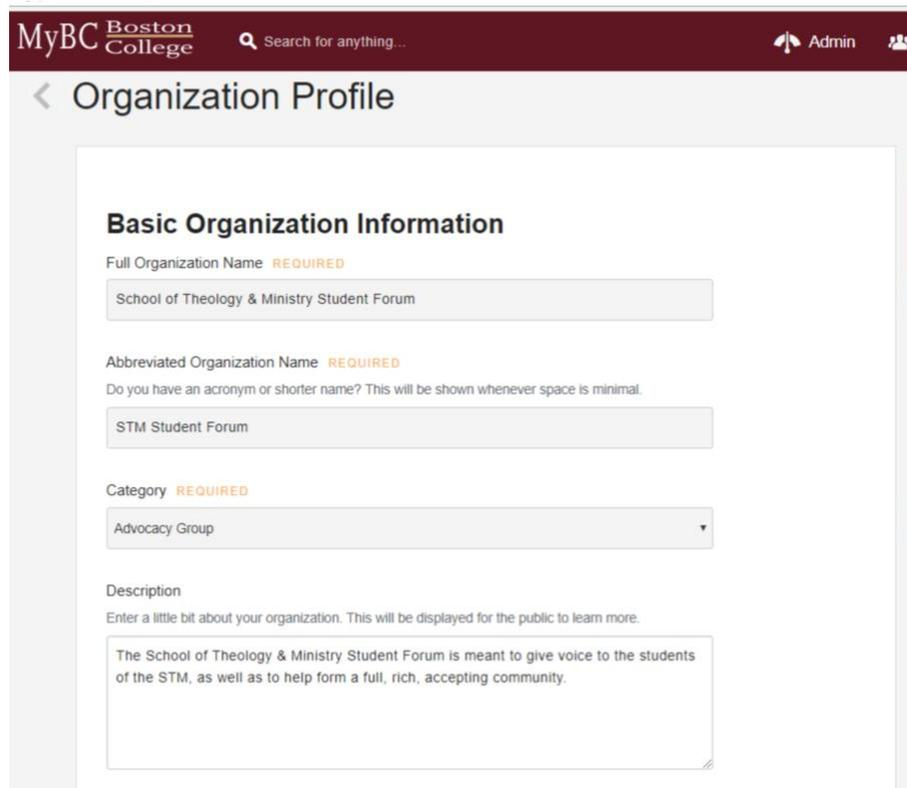 MyBC Boston College
Search for anything...
Admin
Organization Profile
Basic Organization Information
Full Organization Name REQUIRED
School of Theology & Ministry Student Forum
Abbreviated Organization Name REQUIRED
Do you have an acronym or shorter name? This will be shown whenever space is minimal.
STM Student Forum
Category REQUIRED
Advocacy Group
Description
Enter a little bit about your organization. This will be displayed for the public to learn more.
The School of Theology & Ministry Student Forum is meant to give voice to the students
of the STM, as well as to help form a full, rich, accepting community.